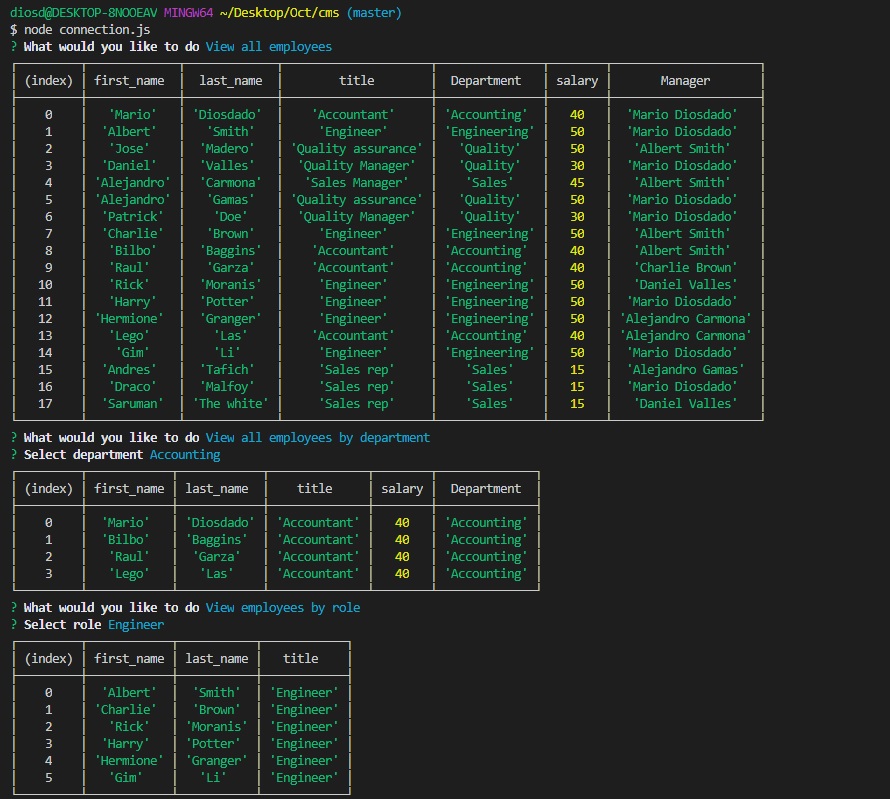 diosd@DESKTOP-8NOOEAV MINGW64 ~/Desktop/Oct/cms (master)
$ node connection.js
? What would you like to do View all employees
(index) first_name last_name title Department salary Manager
0 'Mario' 'Diosdado' 'Accountant' 'Accounting' 40 'Mario Diosdado'
1 'Albert' 'Smith' 'Engineer' 'Engineering' 50 'Mario Diosdado'
2 'Jose' 'Madero' 'Quality assurance' 'Quality' 50 'Albert Smith'
3 'Daniel' 'Valles' 'Quality Manager' 'Quality' 30 'Mario Diosdado'
4 'Alejandro' 'Carmona' 'Sales Manager' 'Sales' 45 'Albert Smith'
5 'Alejandro' 'Gamas' 'Quality assurance' 'Quality' 50 'Mario Diosdado'
6 'Patrick' 'Doe' 'Quality Manager' 'Quality' 30 'Mario Diosdado'
7 'Charlie' 'Brown' 'Engineer' 'Engineering' 50 'Albert Smith'
8 'Bilbo' 'Baggins' 'Accountant' 'Accounting' 40 'Albert Smith'
9 'Raul' 'Garza' 'Accountant' 'Accounting' 40 'Charlie Brown'
10 'Rick' 'Moranis' 'Engineer' 'Engineering' 50 'Daniel Valles'
11 'Harry' 'Potter' 'Engineer' 'Engineering' 50 'Mario Diosdado'
12 'Hermione' 'Granger' 'Engineer' 'Engineering' 50 'Alejandro Carmona'
13 'Lego' 'Las' 'Accountant' 'Accounting' 40 'Alejandro Carmona'
14 'Gim' 'Li' 'Engineer' 'Engineering' 50 'Mario Diosdado'
15 'Andres' 'Tafich' 'Sales rep' 'Sales' 15 'Alejandro Gamas'
16 'Draco' 'Malfoy' 'Sales rep' 'Sales' 15 'Mario Diosdado'
17 'Saruman' 'The white' 'Sales rep' 'Sales' 15 'Daniel Valles'
? What would you like to do View all employees by department
? Select department Accounting
(index) first_name last_name title salary Department
0 'Mario' 'Diosdado' 'Accountant' 40 'Accounting'
1 'Bilbo' 'Baggins' 'Accountant' 40 'Accounting'
2 'Raul' 'Garza' 'Accountant' 40 'Accounting'
3 'Lego' 'Las' 'Accountant' 40 'Accounting'
? What would you like to do View employees by role
? Select role Engineer
(index) first_name last_name title
0 'Albert' 'Smith' 'Engineer'
1 'Charlie' 'Brown' 'Engineer'
2 'Rick' 'Moranis' 'Engineer'
3 'Harry' 'Potter' 'Engineer'
4 'Hermione' 'Granger' 'Engineer'
5 'Gim' 'Li' 'Engineer'